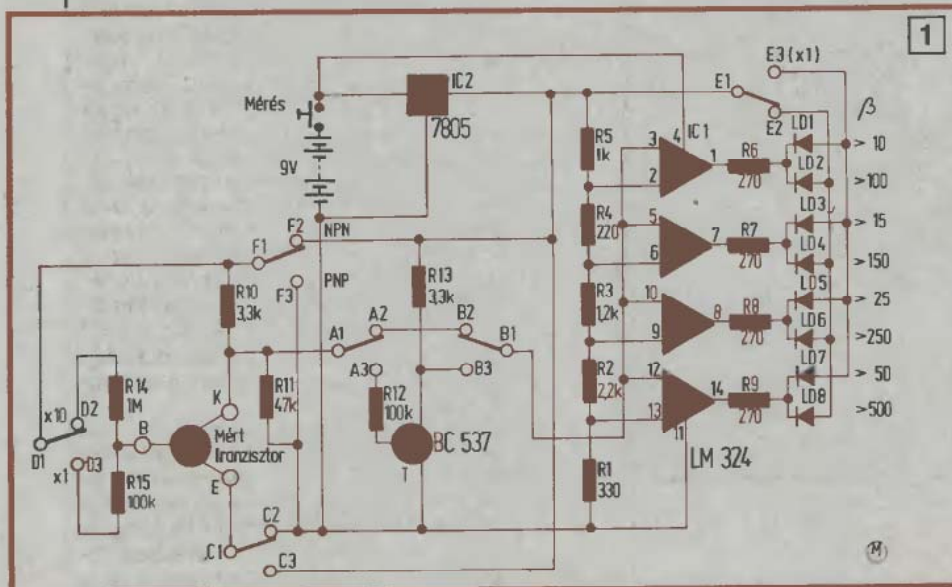 1
IC2
E3 (x1)
E1
E2
β
Mérés
7805
R5
1k
3
4
IC1
1
2
R6
270
LD1
LD2
> 10
>100
9V
F2
NPN
F1
R4
220
5
6
7
R7
270
LD3
LD4
> 15
>150
R13
3,3k
R10
3,3k
F3
PNP
R3
1,2k
10
9
8
R8
270
LD5
LD6
> 25
>250
A1
A2
B2
B1
A3
B3
R12
100k
R2
2,2k
12
13
14
11
R9
270
LD7
LD8
> 50
>500
R14
1M
x10
D2
D1
x1
D3
B
K
R11
47k
Mért
tranzisztor
BC 537
T
LM 324
R15
100k
E
R1
330
C1
C2
C3
M